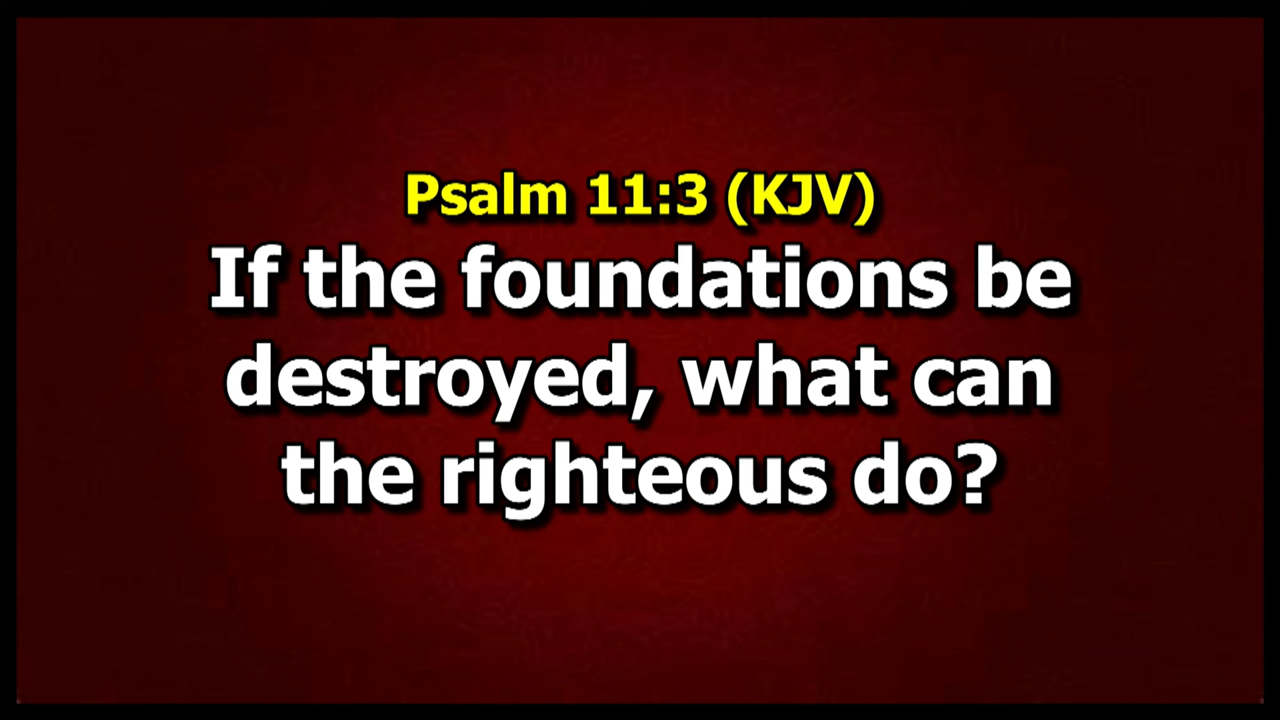 Psalm 11:3 (KJV)
If the foundations be
destroyed, what can
the righteous do?